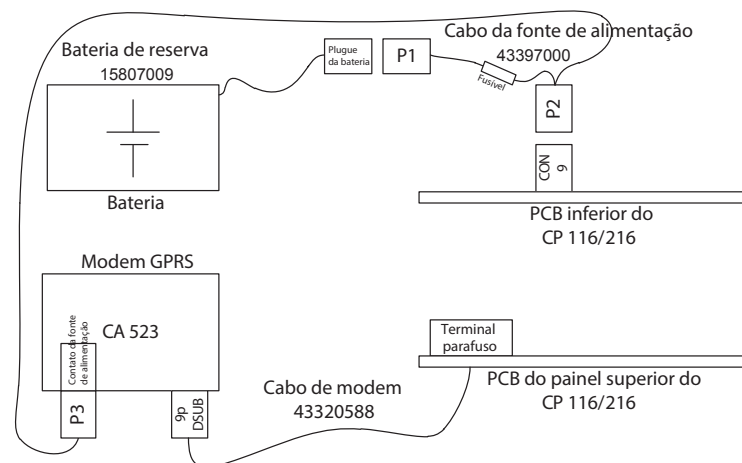 Bateria de reserva
15807009
Plugue
da bateria
P1
Cabo da fonte de alimentação
43397000
Fusível
P2
CON
9
Bateria
PCB inferior do
CP 116/216
Modem GPRS
CA 523
Contato da fonte
de alimentação
P3
9p
DSUB
Cabo de modem
43320588
Terminal
parafuso
PCB do painel superior do
CP 116/216